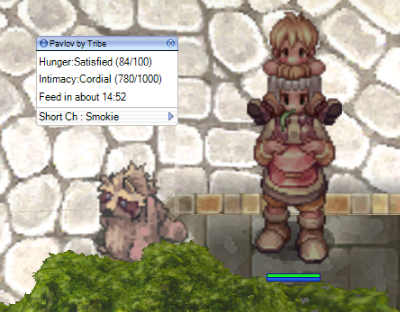 Pavlov by Tribe
Hunger:Satisfied (84/100)
Intimacy:Cordial (780/1000)
Feed in about 14:52
Short Ch : Smokie